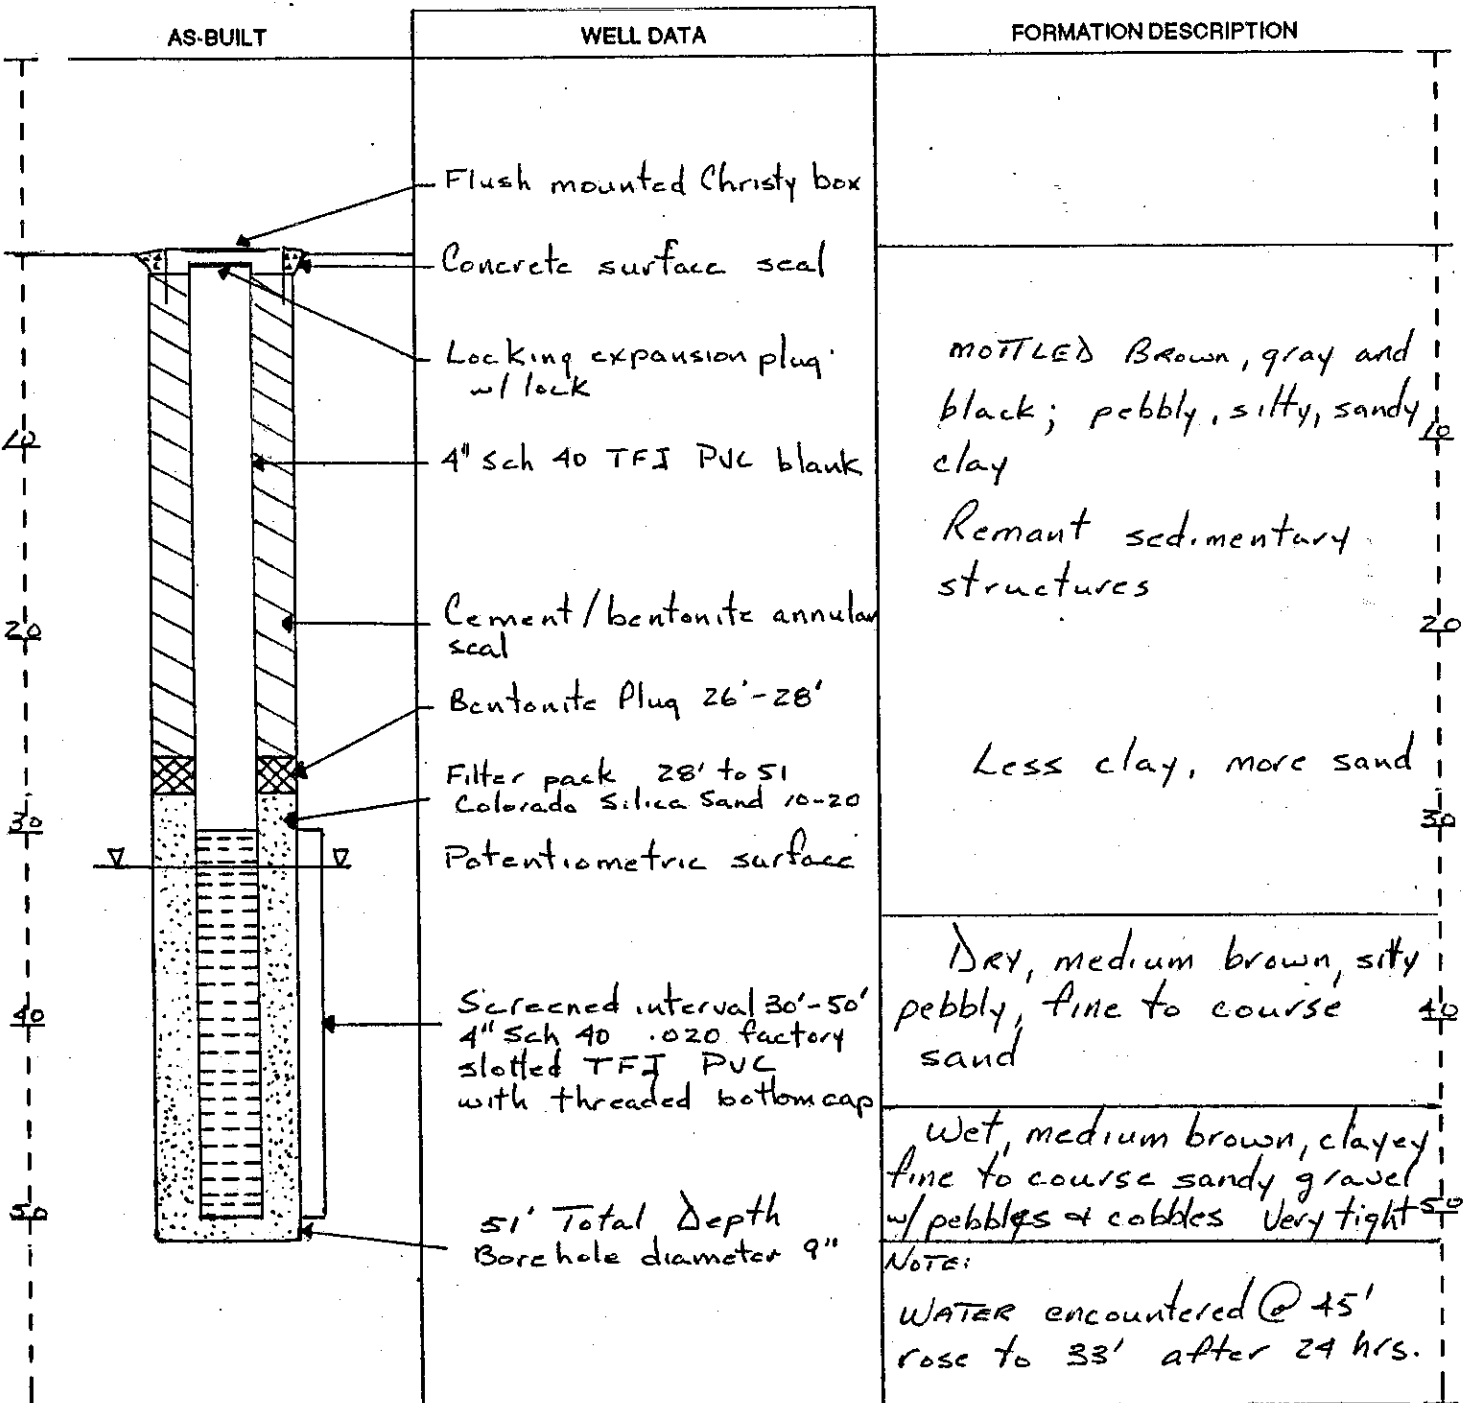 AS-BUILT
WELL DATA
FORMATION DESCRIPTION
Flush mounted Christy box
Concrete surface seal
Locking expansion plug
w/ lock
4" Sch 40 TFJ PVC blank
Cement/bentonite annular
seal
Bentonite Plug 26'-28'
Filter pack 28' to 51
Colorado Silica Sand 10-20
Potentiometric surface
Screened interval 30'-50'
4" Sch 40 .020 factory
slotted TFJ PVC
with threaded bottom cap
51' Total Depth
Borehole diameter 9"
MOTTLED Brown, gray and
black; pebbly, silty, sandy
clay
Remant sedimentary
structures
Less clay, more sand
DRY, medium brown, silty
pebbly, fine to course
sand
Wet, medium brown, clayey
fine to course sandy gravel
w/ pebbles & cobbles Very tight
NOTE:
WATER encountered @ 45'
rose to 33' after 24 hrs.
10
20
30
40
50
10
20
30
40
50